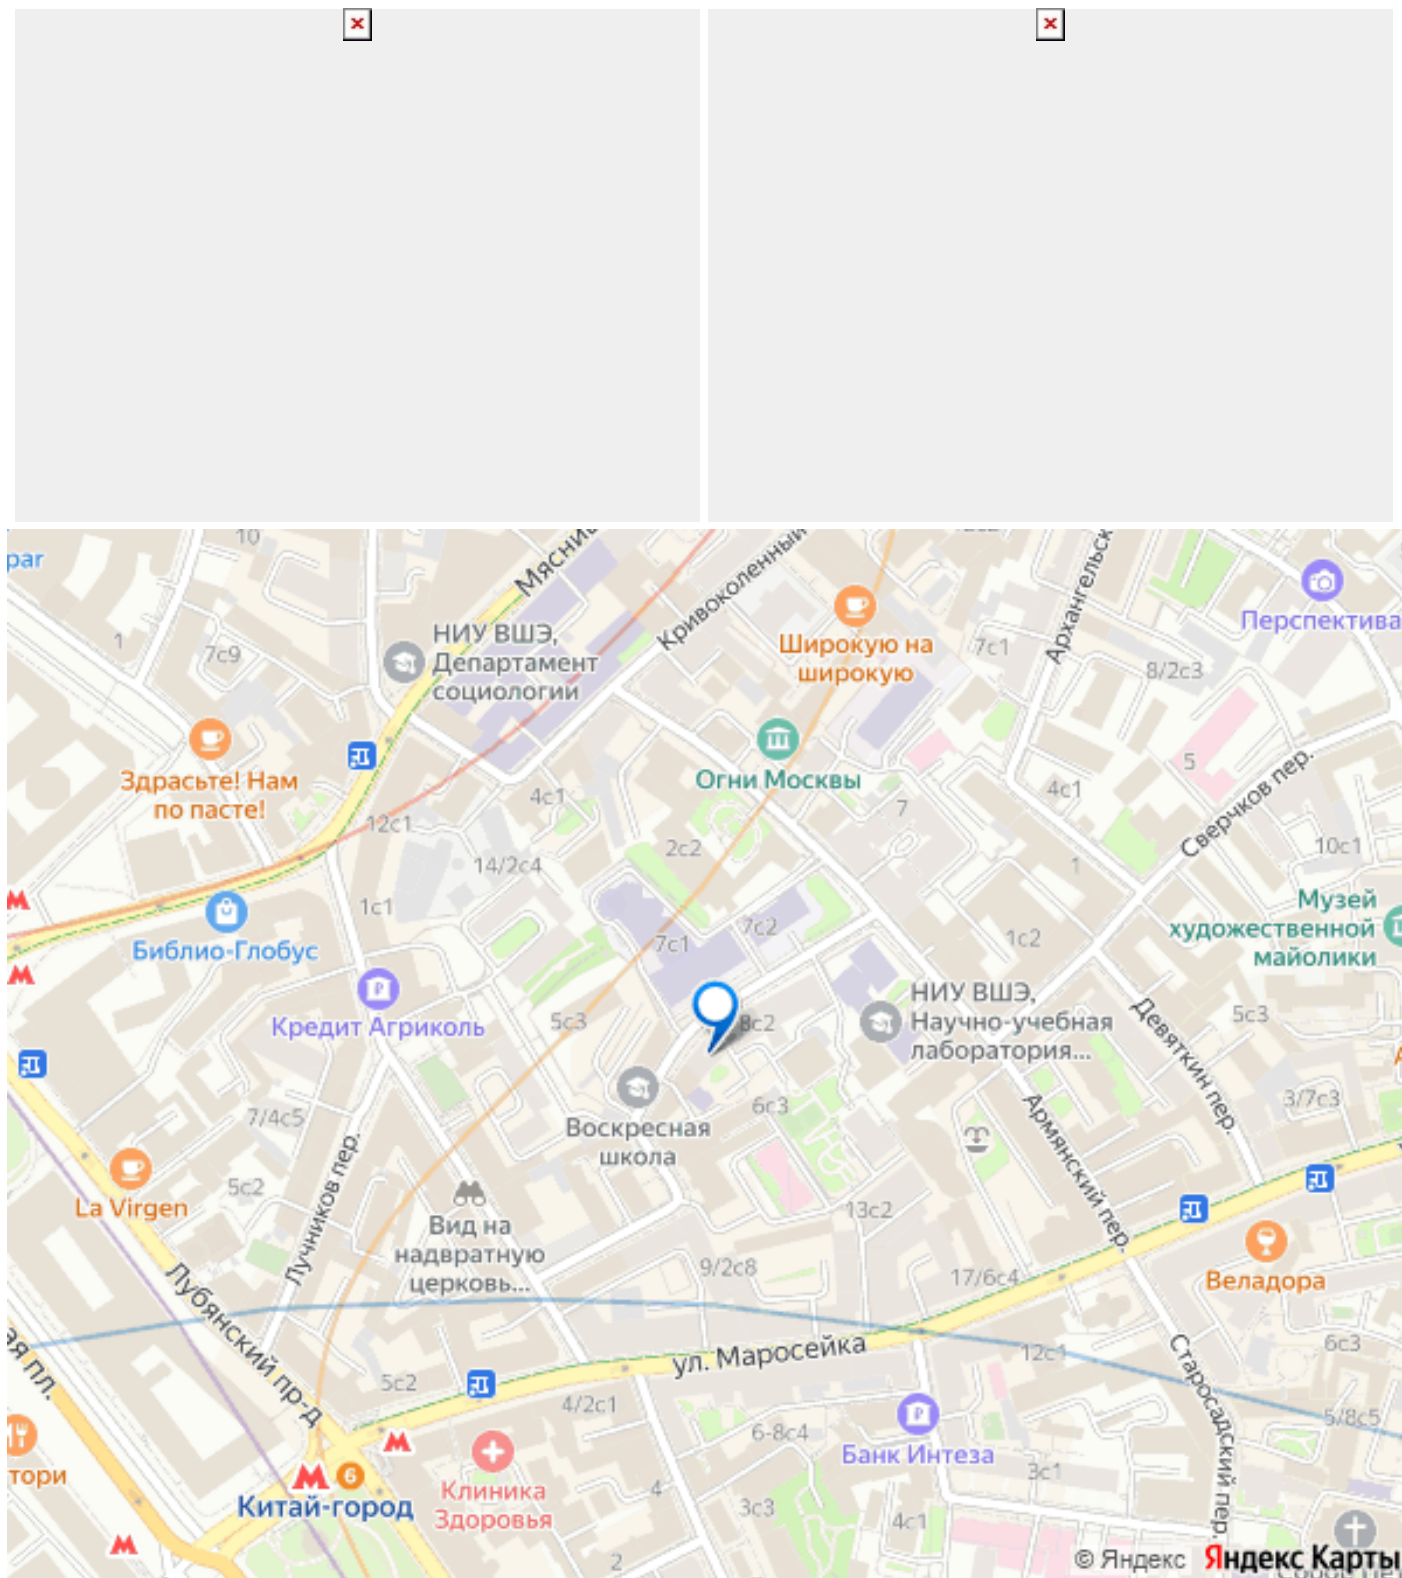 10
par
Мясниц
Кривоколенный
Архангельск
Перспектива
НИУ ВШЭ,
Департамент
социологии
1
7с9
Широкую на
широкую
7с1
8/2с3
Здрасьте! Нам
по пасте!
Огни Москвы
5
4с1
7
4с1
Сверчков пер.
12с1
2с2
14/2с4
1
10с1
1с1
Библио-Глобус
7с1
7с2
1с2
Музей
художественной
майолики
Кредит Агриколь
5с3
8с2
НИУ ВШЭ,
Научно-учебная
лаборатория...
Девяткин пер.
5с3
7/4с5
Воскресная
школа
6с3
Армянский пер.
3/7с3
La Virgen
5с2
Лучников пер.
Вид на
надвратную
церковь...
13с2
9/2с8
17/6с4
Веладора
Лубянский пр-д
ая пл.
ул. Маросейка
12с1
Старосадский пер.
6с3
5с2
4/2с1
6-8с4
Банк Интеза
5/8с5
тори
6
Китай-город
Клиника
Здоровья
4
3с3
3с1
4с1
2
© Яндекс Яндекс Карты